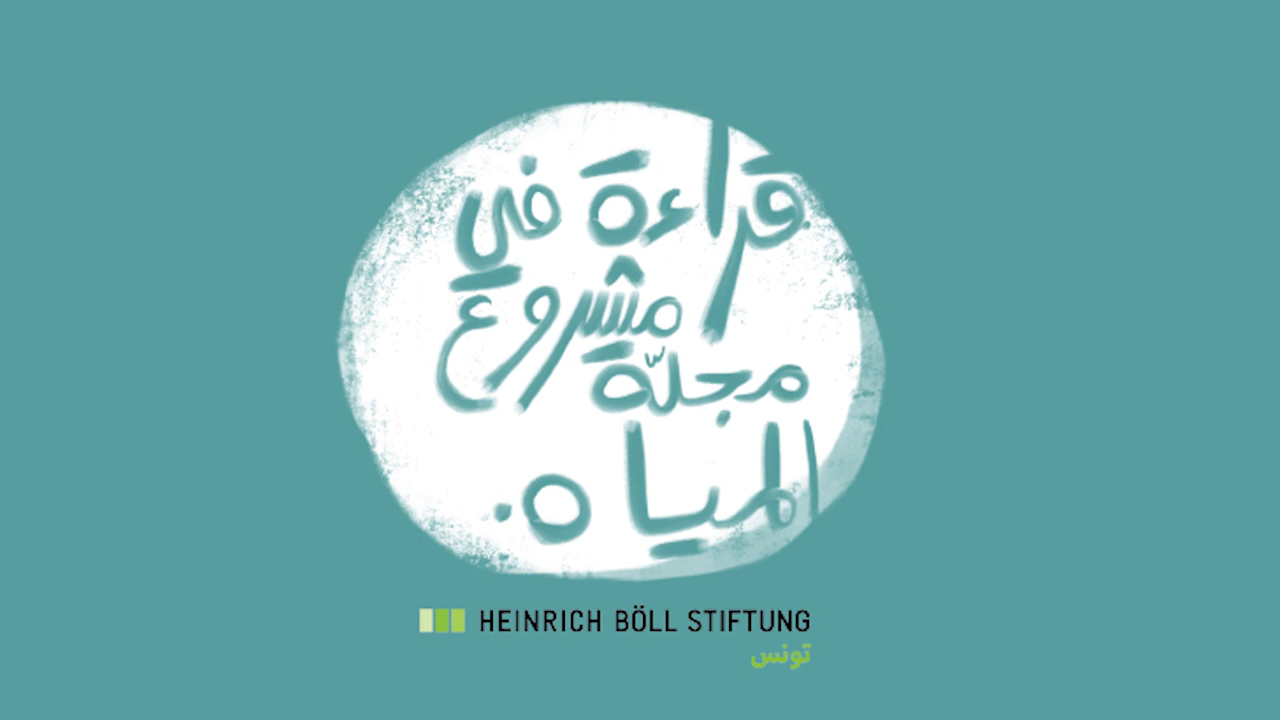 قراءة في
مشروع
مجلّة
المياه.
HEINRICH BÖLL STIFTUNG
تونس